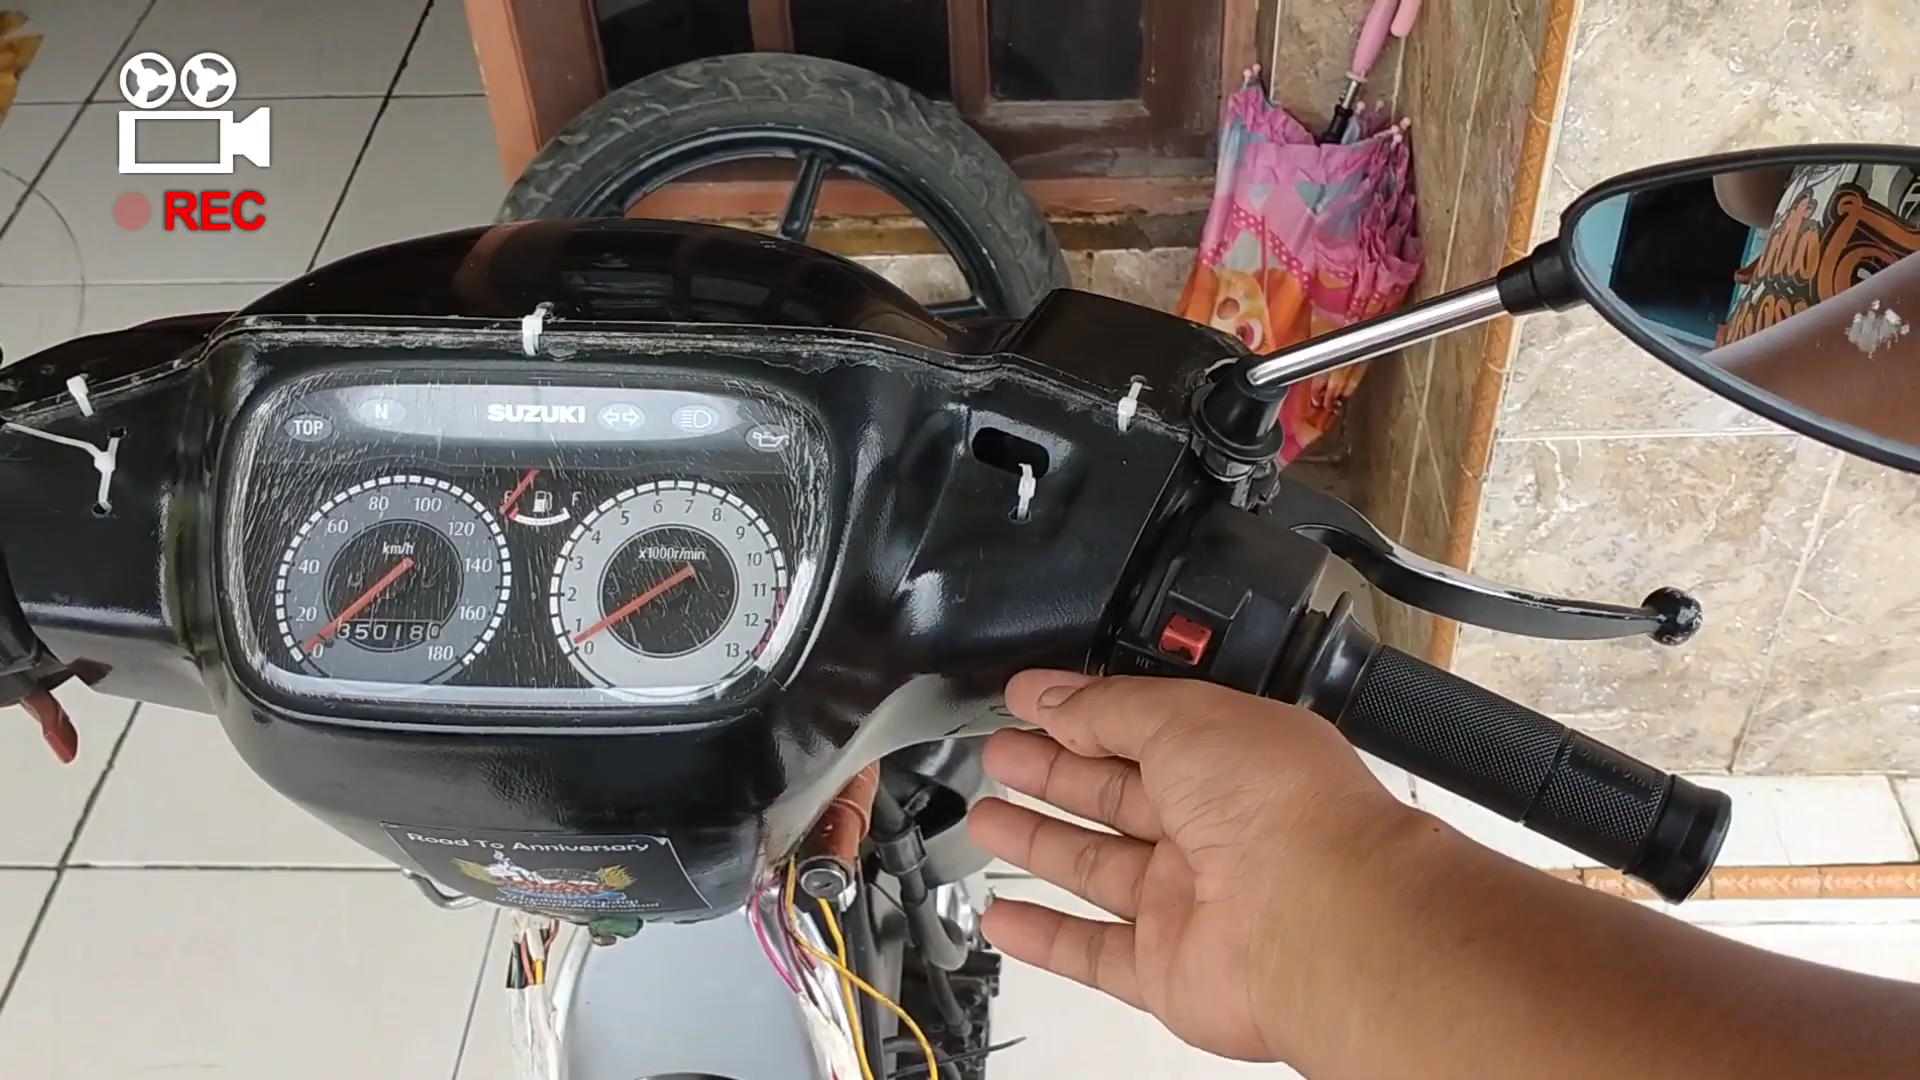 REC
TOP
N
SUZUKI
E F
0 20 40 60 80 100 120 140 160 180
km/h
350180
0 1 2 3 4 5 6 7 8 9 10 11 12 13
x1000r/min
Road To Anniversary